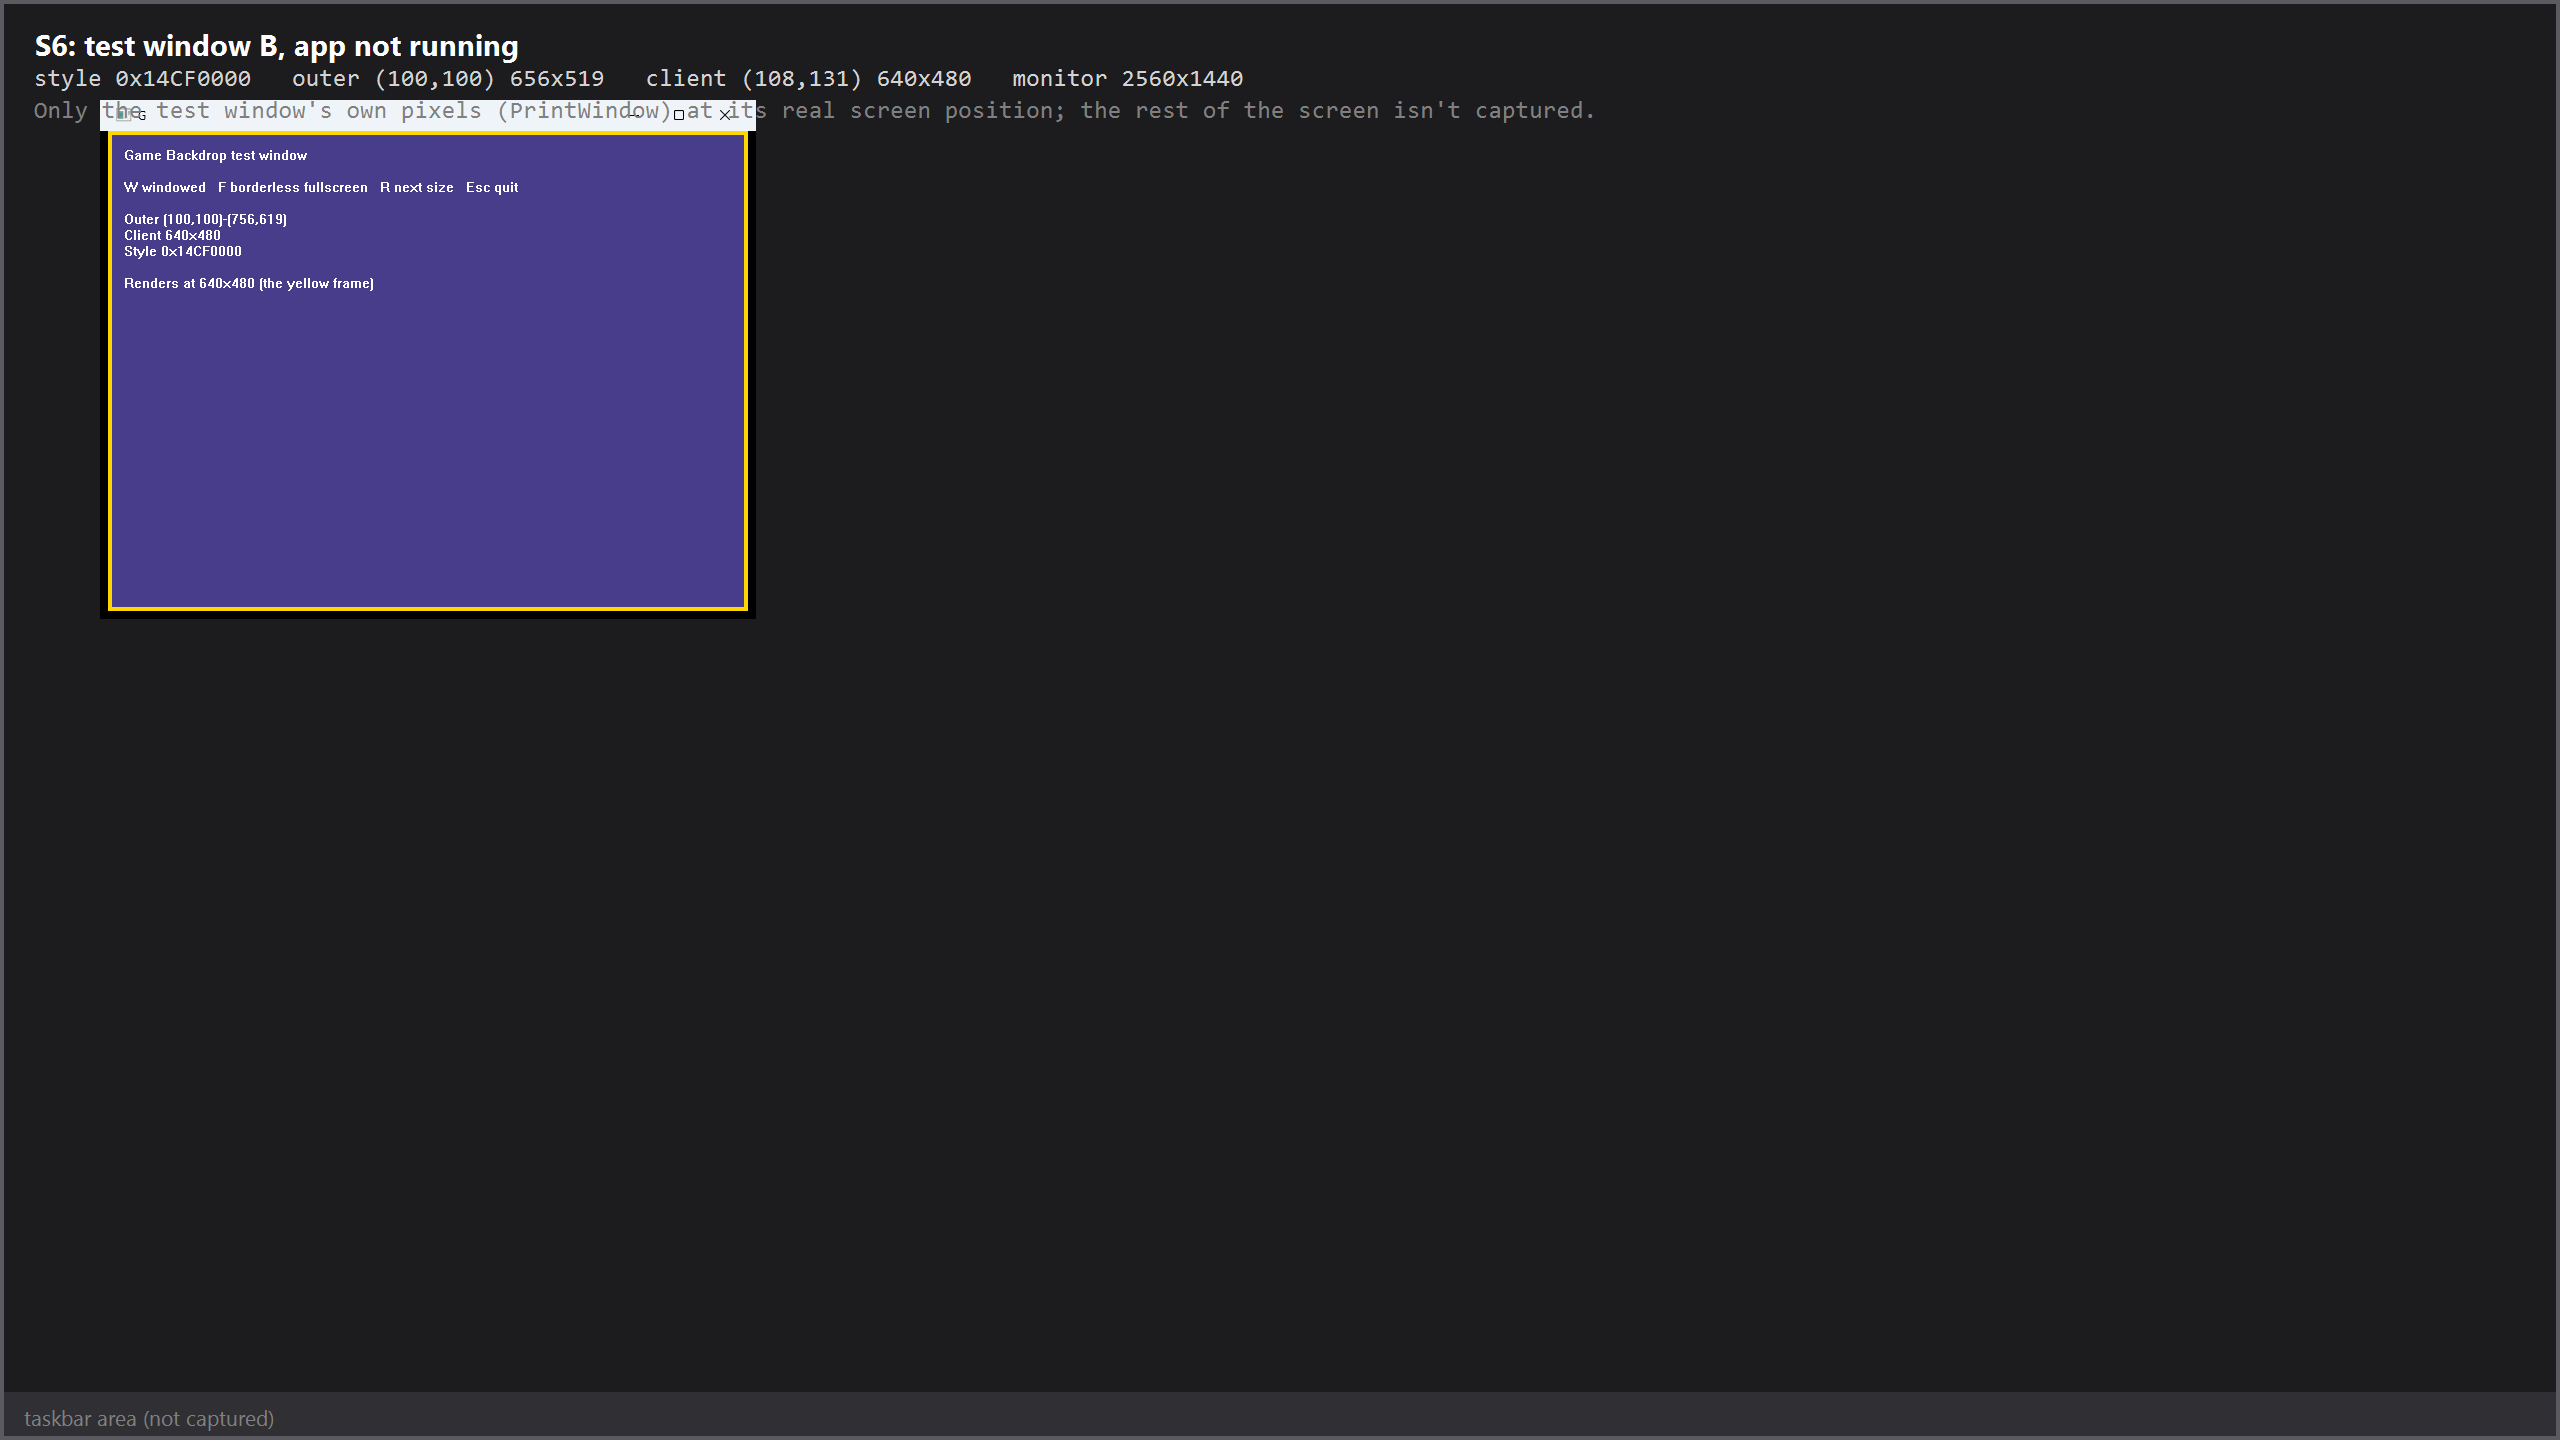 S6: test window B, app not running
style 0x14CF0000   outer (100,100) 656x519   client (108,131) 640x480   monitor 2560x1440
Only the test window's own pixels (PrintWindow) at its real screen position; the rest of the screen isn't captured.
G
Game Backdrop test window
W windowed   F borderless fullscreen   R next size   Esc quit
Outer (100,100)-(756,619)
Client 640x480
Style 0x14CF0000
Renders at 640x480 (the yellow frame)
taskbar area (not captured)